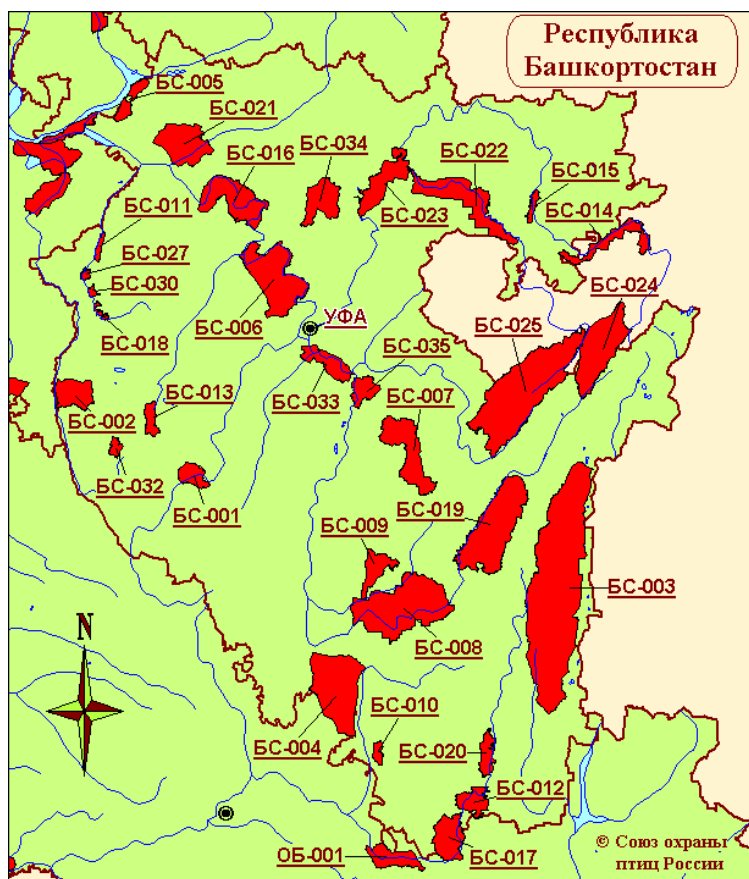 Республика
Башкортостан
БС-005
БС-021
БС-034
БС-016
БС-022
БС-015
БС-023
БС-011
БС-014
БС-027
БС-030
БС-024
БС-018
БС-006
УФА
БС-025
БС-035
БС-033
БС-013
БС-007
БС-002
БС-032
БС-001
БС-019
БС-009
БС-003
N
БС-008
БС-010
БС-004
БС-020
БС-012
ОБ-001
БС-017
© Союз охраны
птиц России